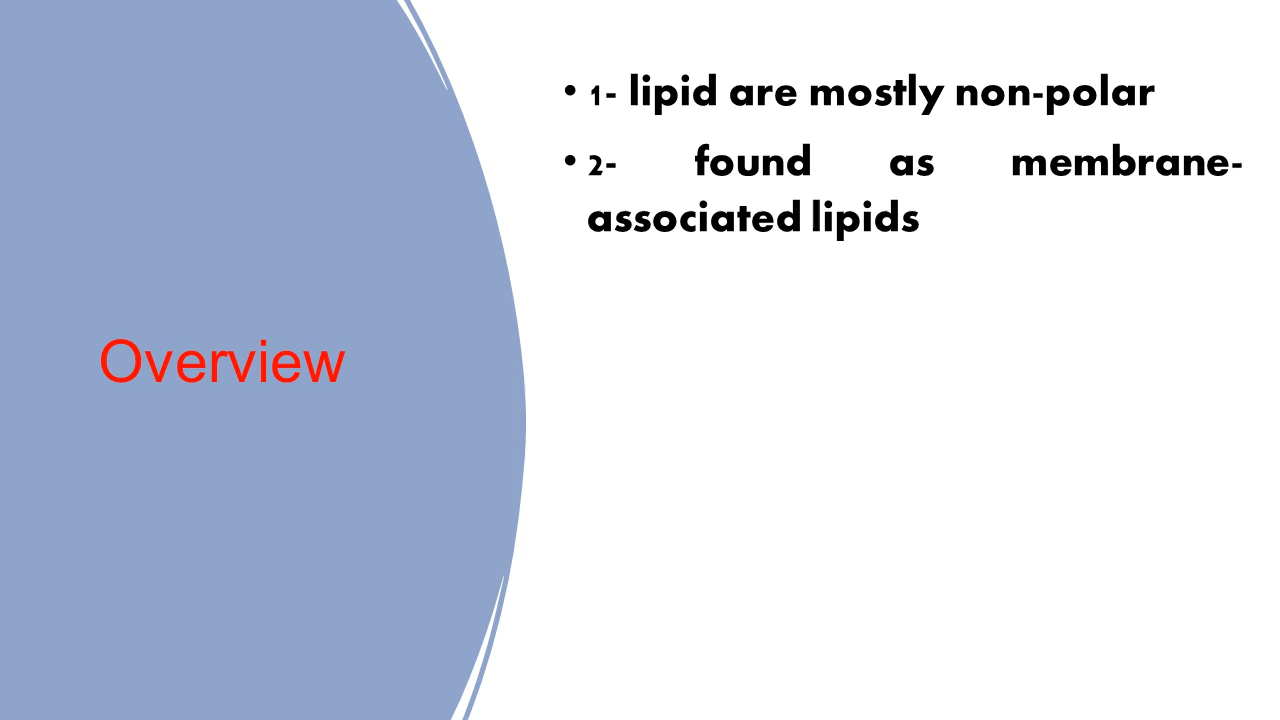 Overview
• 1- lipid are mostly non-polar
• 2- found as membrane-
associated lipids